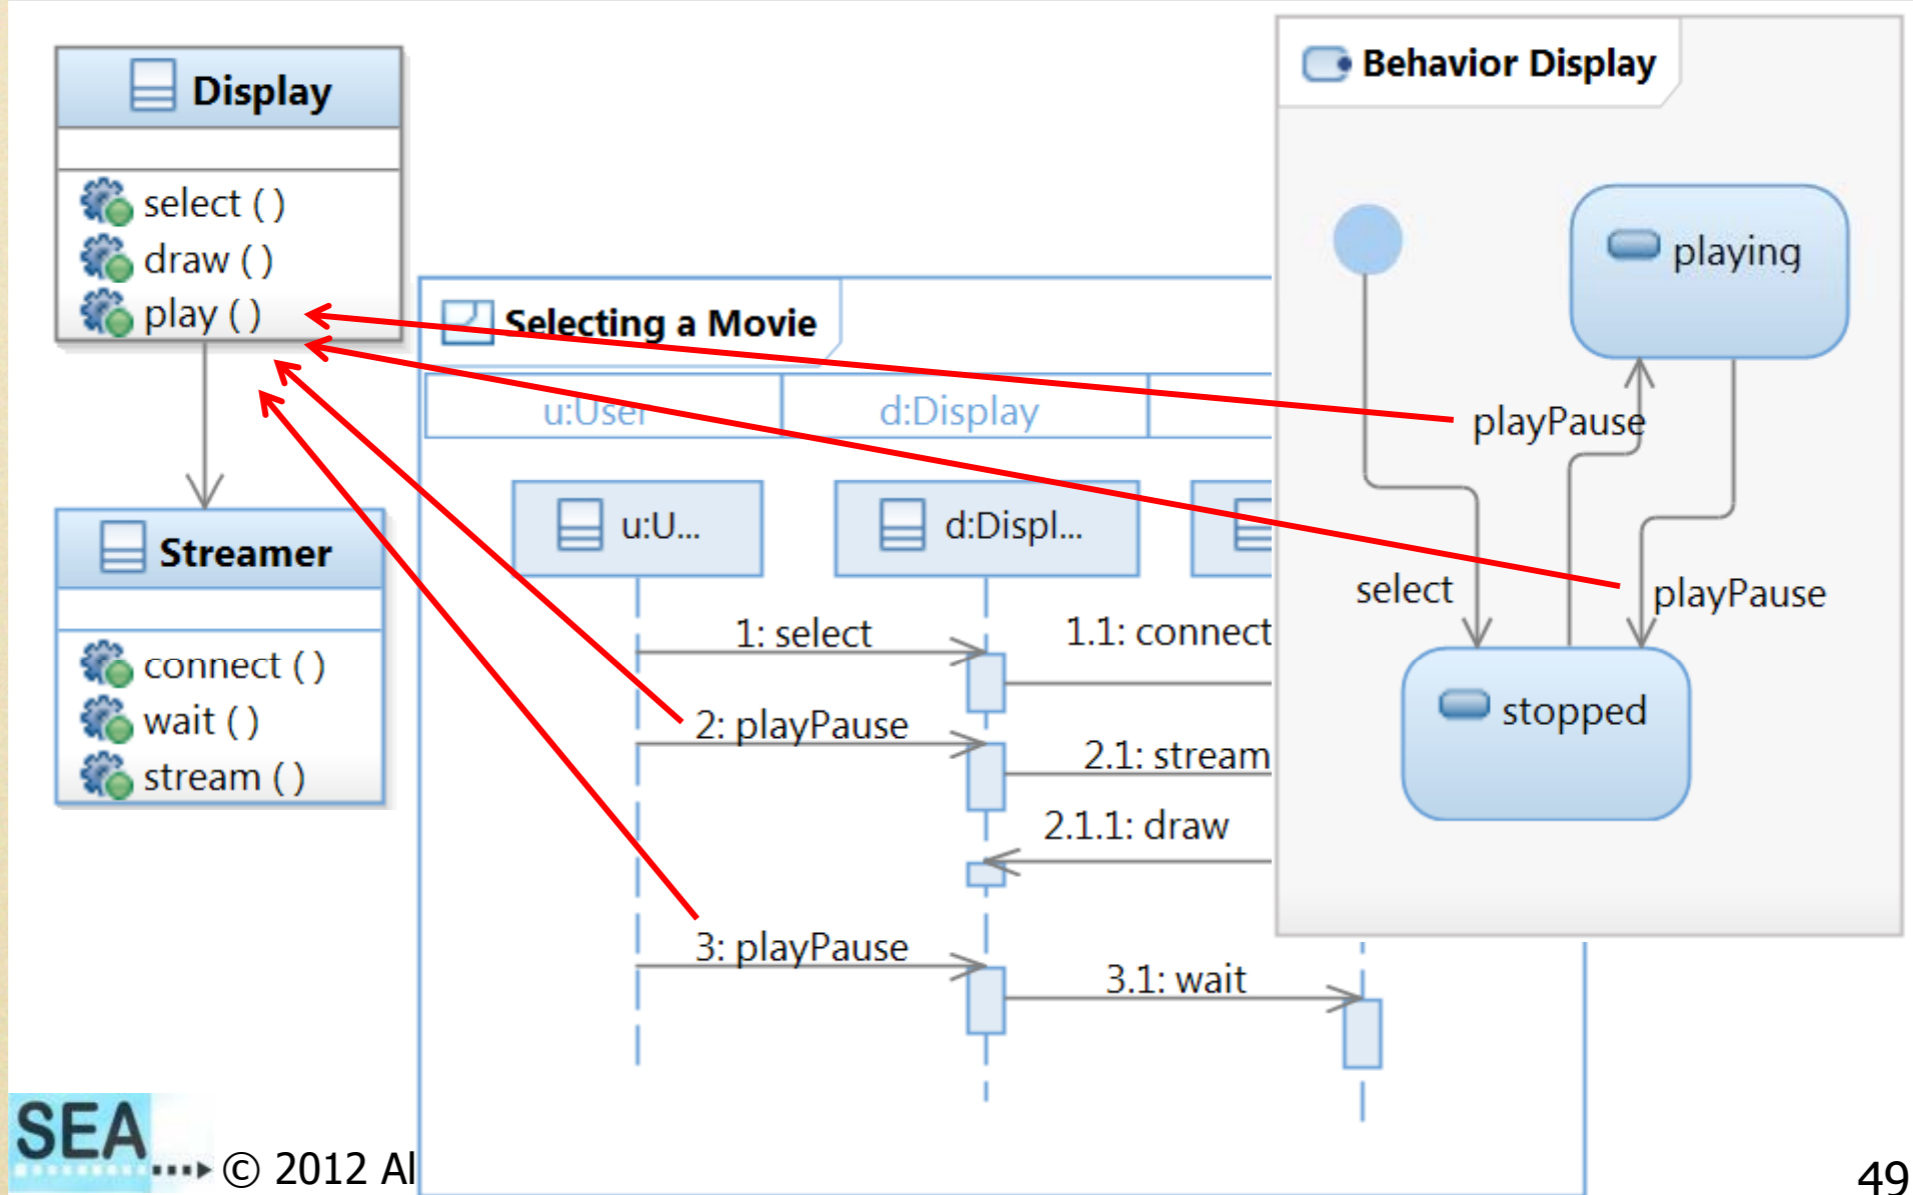 Display
select ( )
draw ( )
play ( )
Streamer
connect ( )
wait ( )
stream ( )
Selecting a Movie
u:User
d:Display
u:U...
d:Displ...
1: select
1.1: connect
2: playPause
2.1: stream
2.1.1: draw
3: playPause
3.1: wait
Behavior Display
playing
playPause
select
playPause
stopped
SEA
© 2012 Al
49